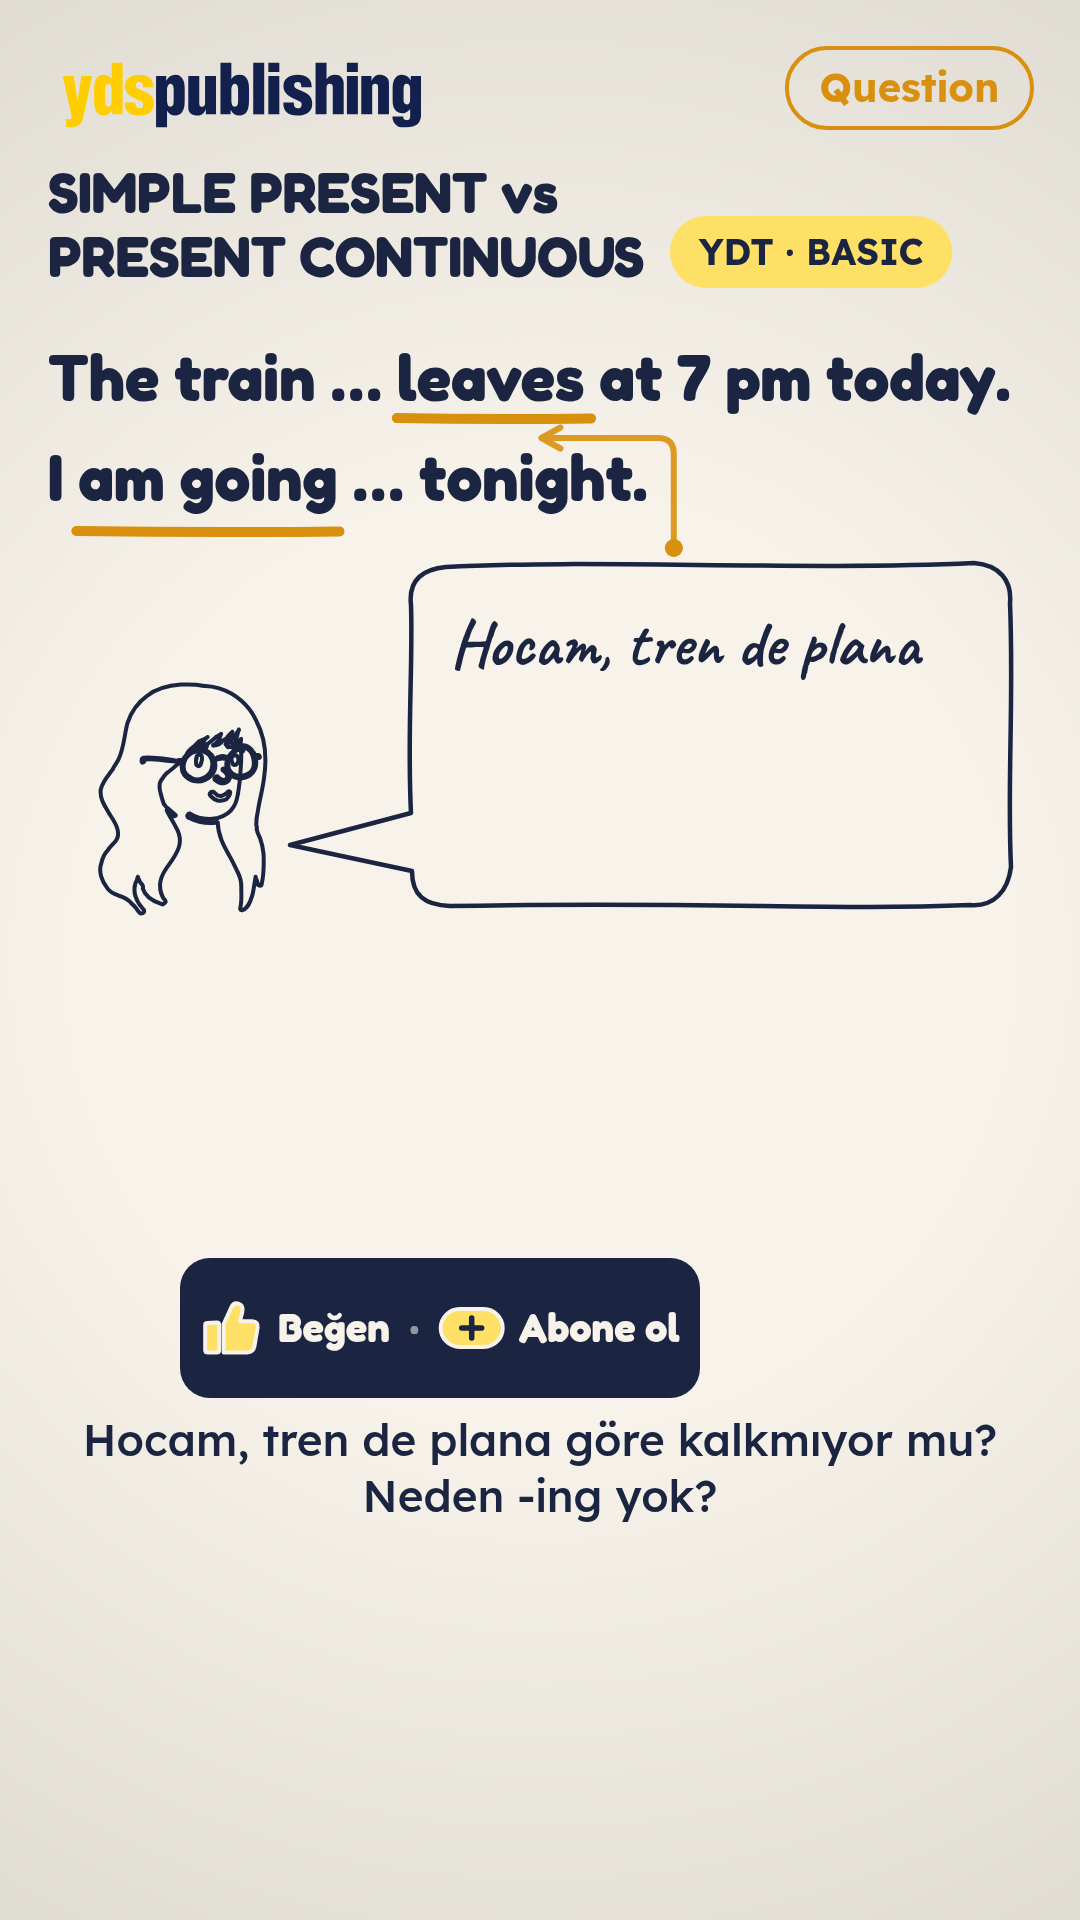 ydspublishing
Question
SIMPLE PRESENT vs
PRESENT CONTINUOUS
YDT · BASIC
The train ... leaves at 7 pm today.
I am going ... tonight.
Hocam, tren de plana
Beğen · Abone ol
Hocam, tren de plana göre kalkmıyor mu?
Neden -ing yok?